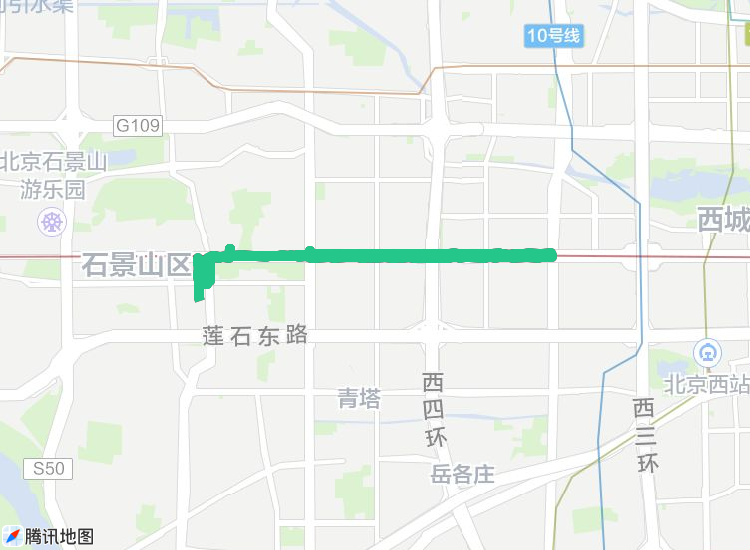 引水渠
10号线
G109
北京石景山
游乐园
西城
石景山区
莲石东路
北京西站
西四环
青塔
西三环
岳各庄
S50
腾讯地图